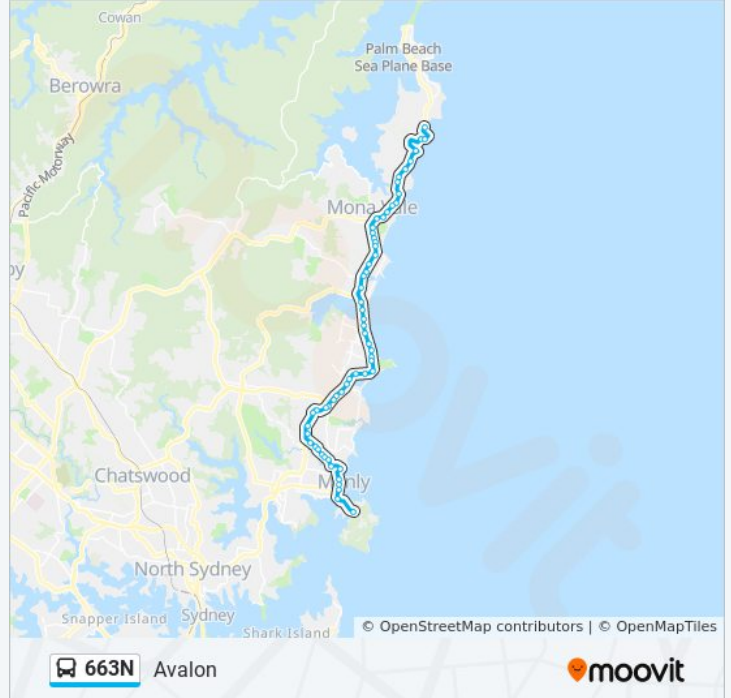 Cowan
Palm Beach
Sea Plane Base
Berowra
Pacific Motorway
Mona Vale
by
Chatswood
Manly
North Sydney
Snapper Island
Sydney
Shark Island
© OpenStreetMap contributors | © OpenMapTiles
663N Avalon
moovit